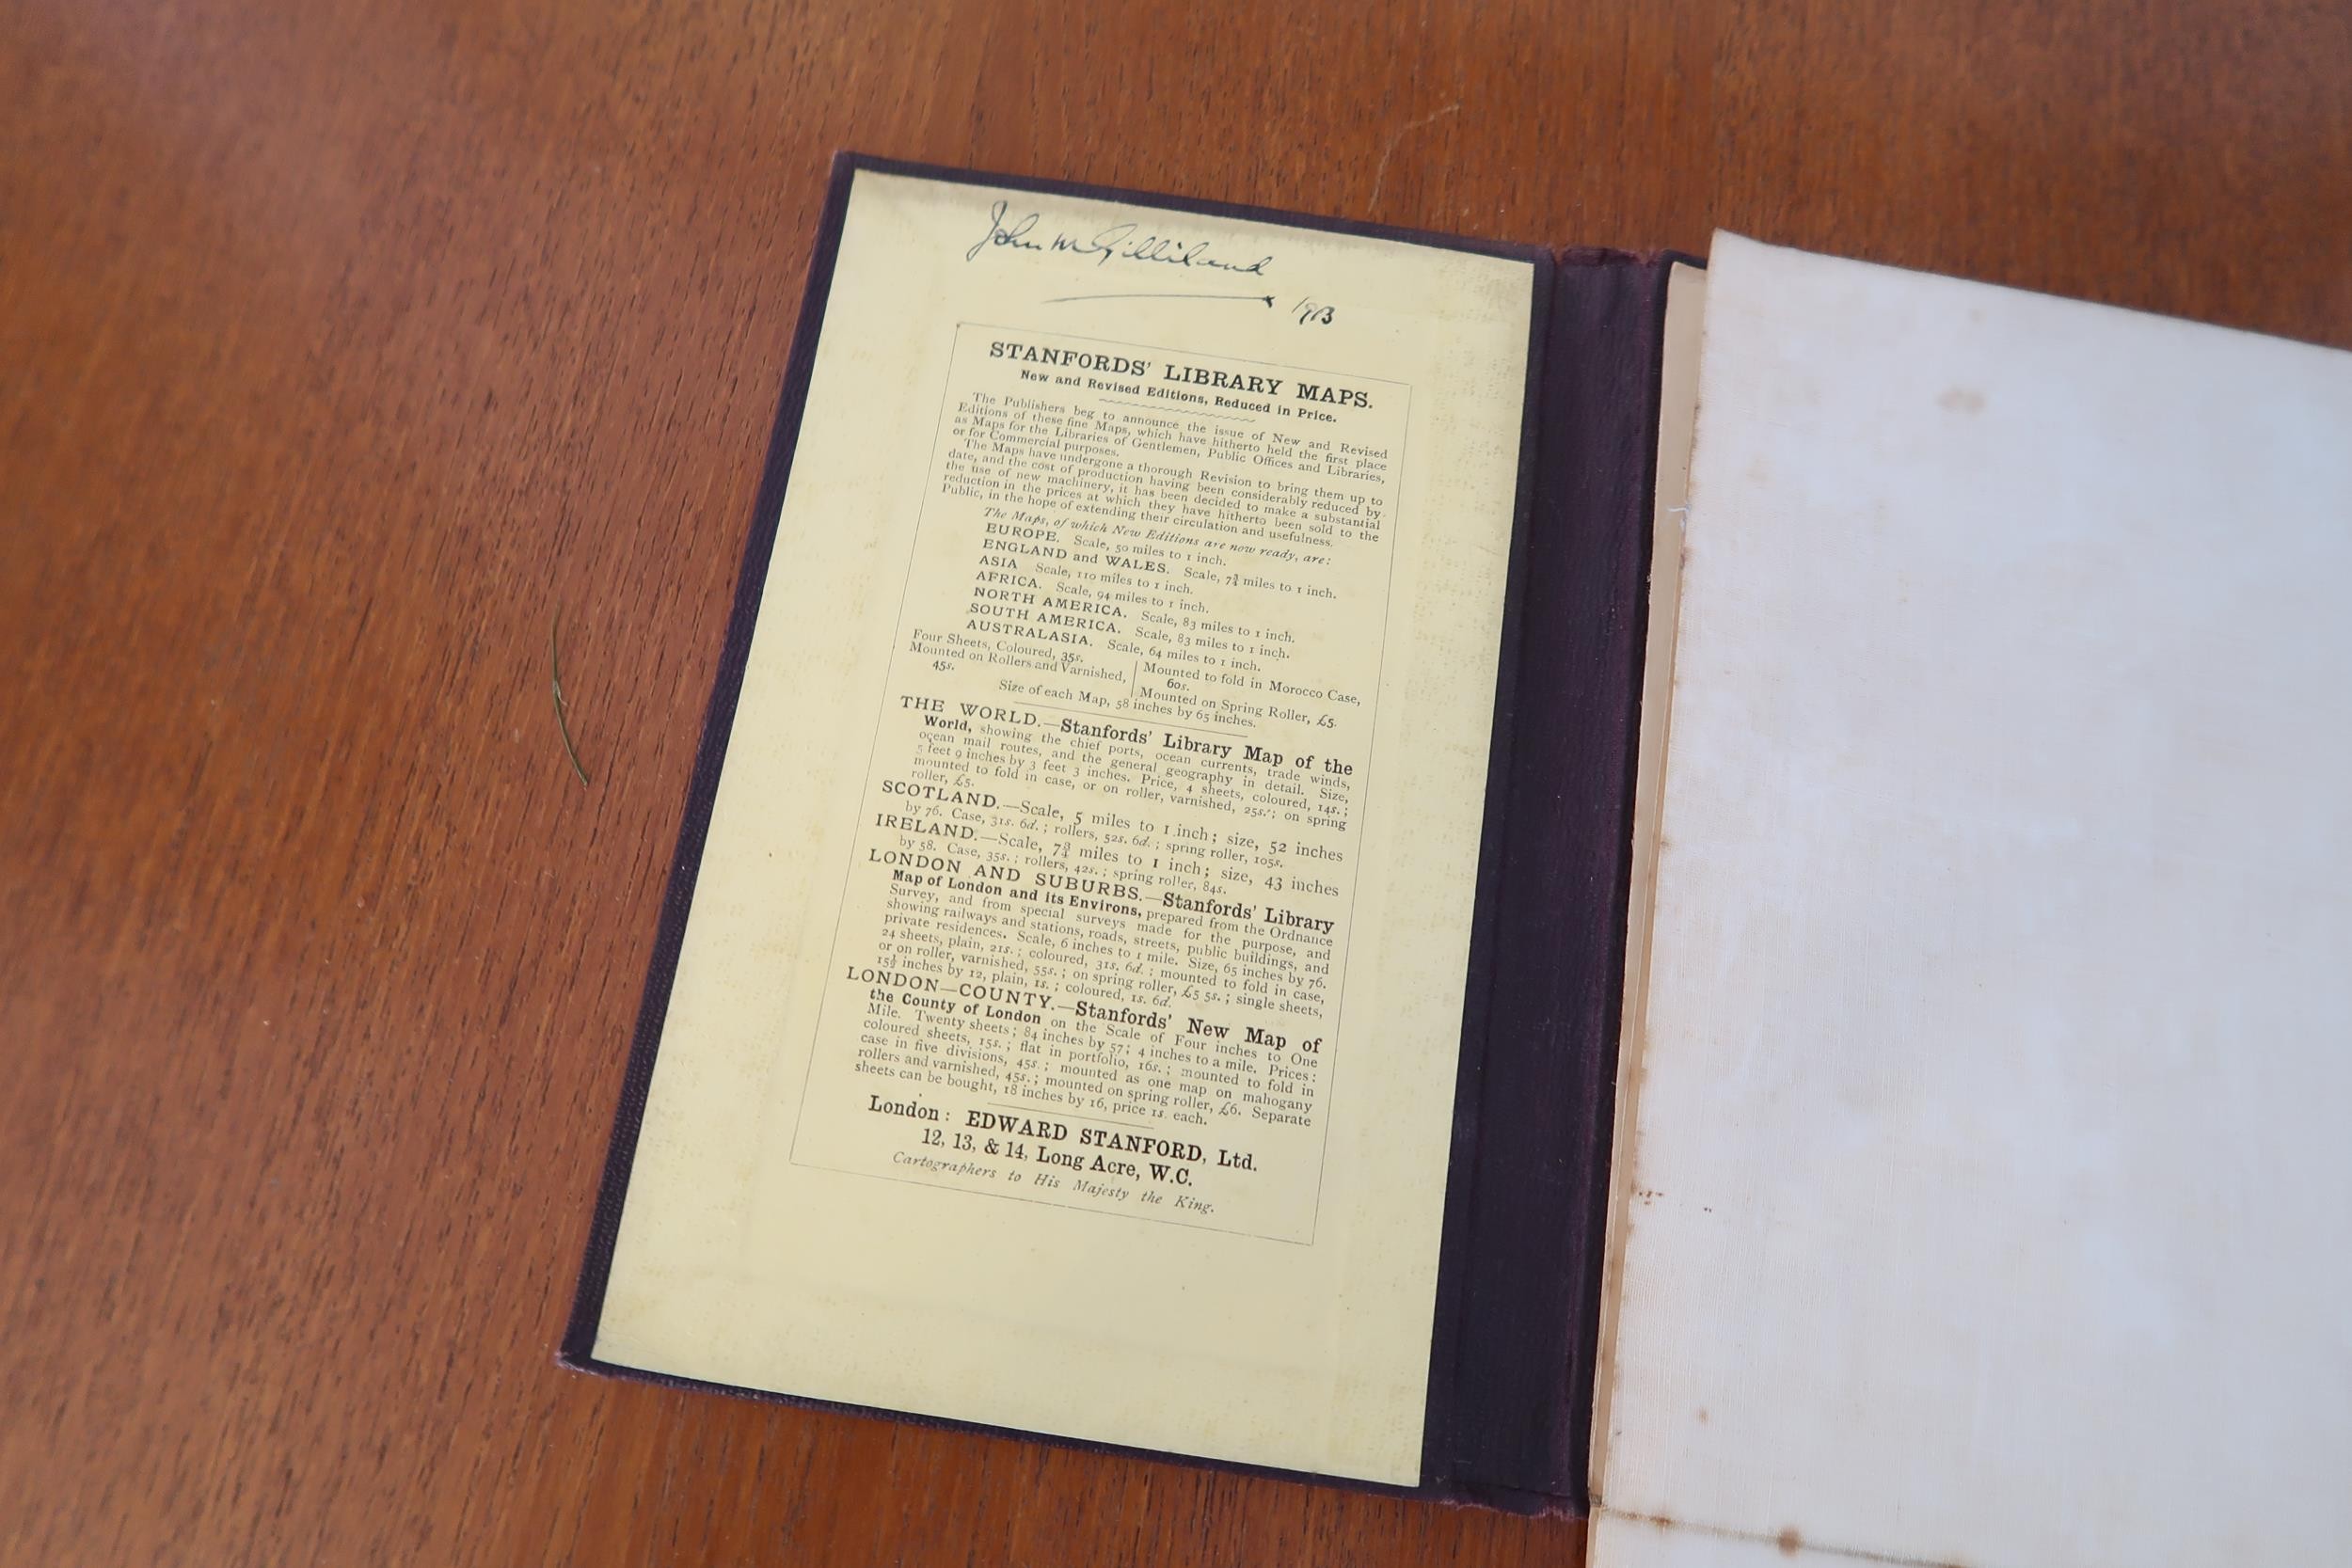 John W Gilliland
1913
STANFORDS' LIBRARY MAPS.
New and Revised Editions, Reduced in Price.
The Publishers beg to announce the issue of New and Revised
Editions of these fine Maps, which have hitherto held the first place
as Maps for the Libraries of Gentlemen, Public Offices and Libraries,
or for Commercial purposes.
The Maps have undergone a thorough Revision to bring them up to
date, and the cost of production having been considerably reduced by
the use of new machinery, it has been decided to make a substantial
reduction in the prices at which they have hitherto been sold to the
Public, in the hope of extending their circulation and usefulness.
The Maps, of which New Editions are now ready, are:
EUROPE. Scale, 50 miles to 1 inch.
ENGLAND and WALES. Scale, 7¾ miles to 1 inch.
ASIA Scale, 110 miles to 1 inch.
AFRICA. Scale, 94 miles to 1 inch.
NORTH AMERICA. Scale, 83 miles to 1 inch.
SOUTH AMERICA. Scale, 83 miles to 1 inch.
AUSTRALASIA. Scale, 64 miles to 1 inch.
Four Sheets, Coloured, 35s.
Mounted on Rollers and Varnished,
45s.
Mounted to fold in Morocco Case,
60s.
Mounted on Spring Roller, £5.
Size of each Map, 58 inches by 65 inches.
THE WORLD.—Stanfords' Library Map of the
World, showing the chief ports, ocean currents, trade winds,
ocean mail routes, and the general geography in detail. Size,
5 feet 9 inches by 3 feet 3 inches. Price, 4 sheets, coloured, 14s.;
mounted to fold in case, or on roller, varnished, 25s.; on spring
roller, £5.
SCOTLAND.—Scale, 5 miles to 1 inch; size, 52 inches
by 76. Case, 31s. 6d.; rollers, 52s. 6d.; spring roller, 105s.
IRELAND.—Scale, 7¾ miles to 1 inch; size, 43 inches
by 58. Case, 35s.; rollers, 42s.; spring roller, 84s.
LONDON AND SUBURBS.—Stanfords' Library
Map of London and its Environs, prepared from the Ordnance
Survey, and from special surveys made for the purpose, and
showing railways and stations, roads, streets, public buildings, and
private residences. Scale, 6 inches to 1 mile. Size, 65 inches by 76.
24 sheets, plain, 21s.; coloured, 31s. 6d.; mounted to fold in case,
or on roller, varnished, 55s.; on spring roller, £5 5s.; single sheets,
15½ inches by 12, plain, 1s.; coloured, 1s. 6d.
LONDON—COUNTY.—Stanfords' New Map of
the County of London on the Scale of Four inches to One
Mile. Twenty sheets; 84 inches by 57; 4 inches to a mile. Prices:
coloured sheets, 15s.; flat in portfolio, 16s.; mounted to fold in
case in five divisions, 45s.; mounted as one map on mahogany
rollers and varnished, 45s.; mounted on spring roller, £6. Separate
sheets can be bought, 18 inches by 16, price 1s. each.
London: EDWARD STANFORD, Ltd.
12, 13, & 14, Long Acre, W.C.
Cartographers to His Majesty the King.